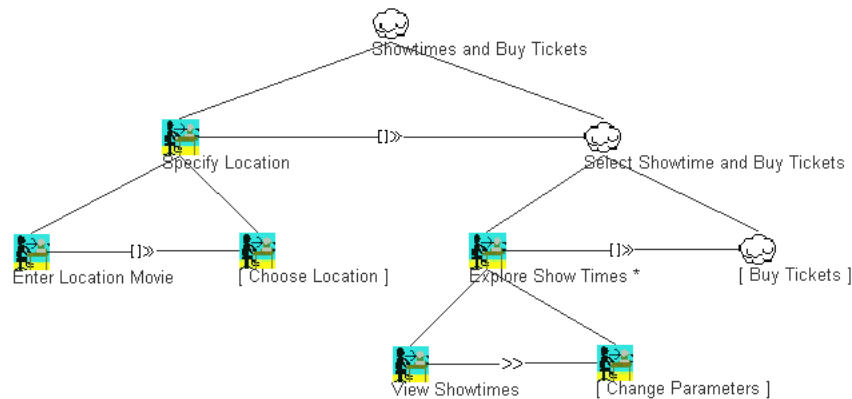 Showtimes and Buy Tickets
[]>>
Specify Location
Select Showtime and Buy Tickets
[]>>
[]>>
Enter Location Movie
[ Choose Location ]
Explore Show Times *
[ Buy Tickets ]
>>
View Showtimes
[ Change Parameters ]